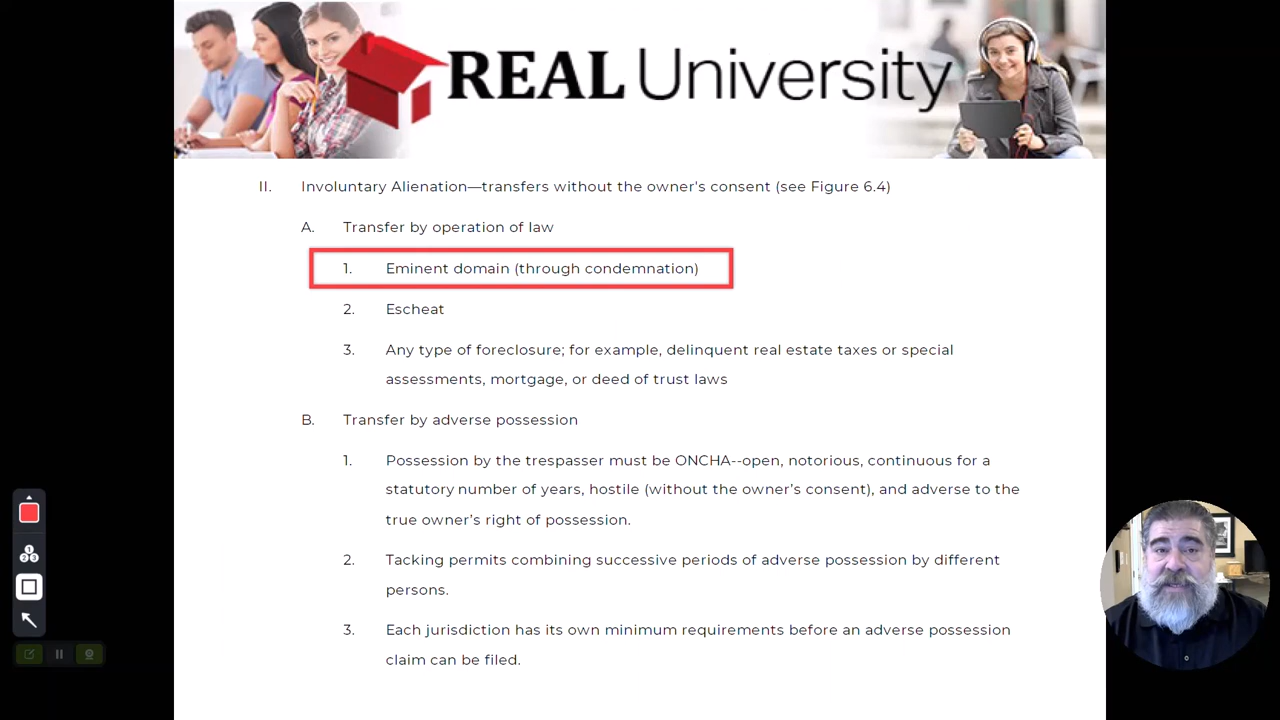 REAL University
II. Involuntary Alienation—transfers without the owner's consent (see Figure 6.4)
A. Transfer by operation of law
1. Eminent domain (through condemnation)
2. Escheat
3. Any type of foreclosure; for example, delinquent real estate taxes or special
assessments, mortgage, or deed of trust laws
B. Transfer by adverse possession
1. Possession by the trespasser must be ONCHA--open, notorious, continuous for a
statutory number of years, hostile (without the owner’s consent), and adverse to the
true owner’s right of possession.
2. Tacking permits combining successive periods of adverse possession by different
persons.
3. Each jurisdiction has its own minimum requirements before an adverse possession
claim can be filed.